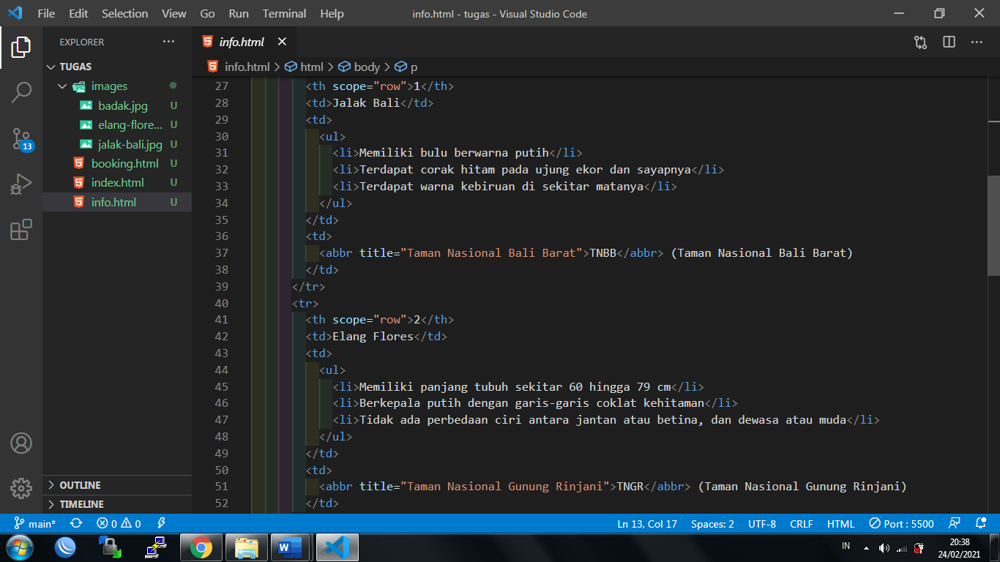 File Edit Selection View Go Run Terminal Help info.html - tugas - Visual Studio Code
EXPLORER ···
TUGAS
images
badak.jpg U
elang-flore... U
jalak-bali.jpg U
13
booking.html U
index.html U
info.html U
OUTLINE
TIMELINE
info.html
info.html > html > body > p
27 <th scope="row">1</th>
28 <td>Jalak Bali</td>
29 <td>
30 <ul>
31 <li>Memiliki bulu berwarna putih</li>
32 <li>Terdapat corak hitam pada ujung ekor dan sayapnya</li>
33 <li>Terdapat warna kebiruan di sekitar matanya</li>
34 </ul>
35 </td>
36 <td>
37 <abbr title="Taman Nasional Bali Barat">TNBB</abbr> (Taman Nasional Bali Barat)
38 </td>
39 </tr>
40 <tr>
41 <th scope="row">2</th>
42 <td>Elang Flores</td>
43 <td>
44 <ul>
45 <li>Memiliki panjang tubuh sekitar 60 hingga 79 cm</li>
46 <li>Berkepala putih dengan garis-garis coklat kehitaman</li>
47 <li>Tidak ada perbedaan ciri antara jantan atau betina, dan dewasa atau muda</li>
48 </ul>
49 </td>
50 <td>
51 <abbr title="Taman Nasional Gunung Rinjani">TNGR</abbr> (Taman Nasional Gunung Rinjani)
52 </td>
main* 0 0 Ln 13, Col 17 Spaces: 2 UTF-8 CRLF HTML Port : 5500
W IN 20:38
24/02/2021